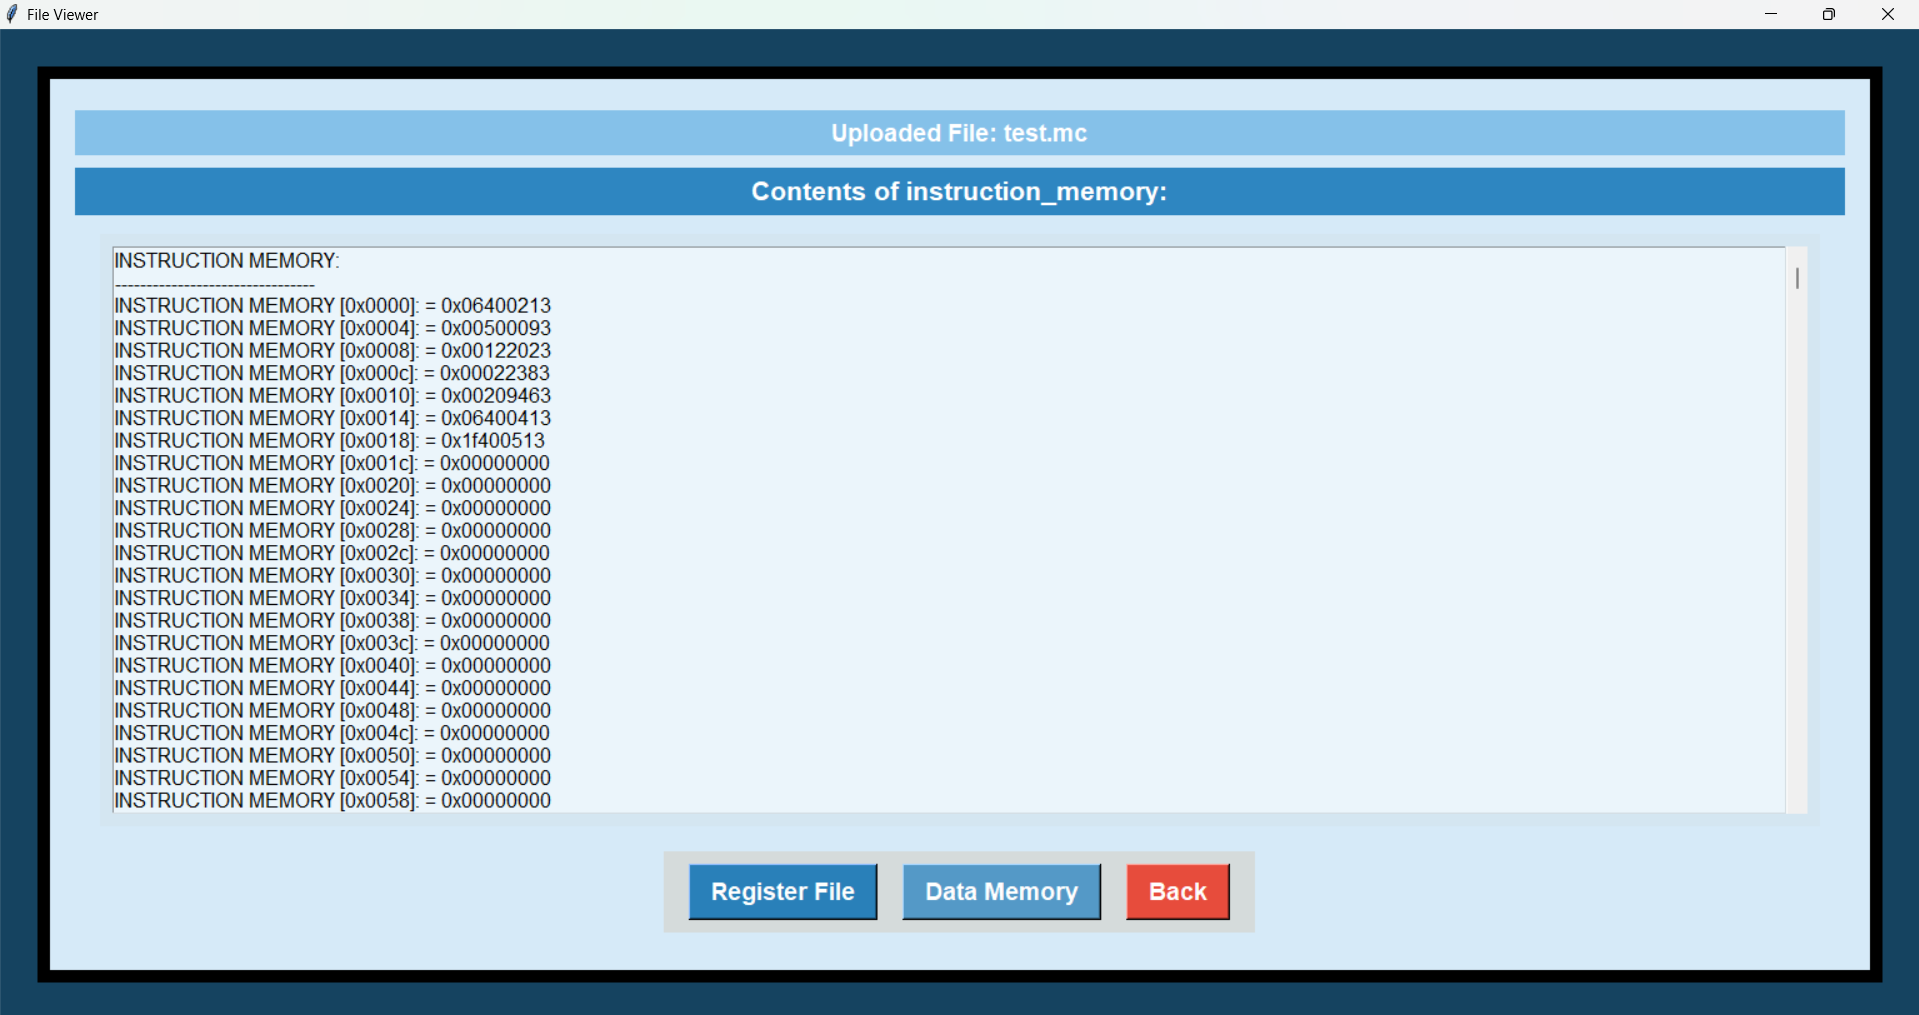 File Viewer
Uploaded File: test.mc
Contents of instruction_memory:
INSTRUCTION MEMORY:
--------------------------------
INSTRUCTION MEMORY [0x0000]: = 0x06400213
INSTRUCTION MEMORY [0x0004]: = 0x00500093
INSTRUCTION MEMORY [0x0008]: = 0x00122023
INSTRUCTION MEMORY [0x000c]: = 0x00022383
INSTRUCTION MEMORY [0x0010]: = 0x00209463
INSTRUCTION MEMORY [0x0014]: = 0x06400413
INSTRUCTION MEMORY [0x0018]: = 0x1f400513
INSTRUCTION MEMORY [0x001c]: = 0x00000000
INSTRUCTION MEMORY [0x0020]: = 0x00000000
INSTRUCTION MEMORY [0x0024]: = 0x00000000
INSTRUCTION MEMORY [0x0028]: = 0x00000000
INSTRUCTION MEMORY [0x002c]: = 0x00000000
INSTRUCTION MEMORY [0x0030]: = 0x00000000
INSTRUCTION MEMORY [0x0034]: = 0x00000000
INSTRUCTION MEMORY [0x0038]: = 0x00000000
INSTRUCTION MEMORY [0x003c]: = 0x00000000
INSTRUCTION MEMORY [0x0040]: = 0x00000000
INSTRUCTION MEMORY [0x0044]: = 0x00000000
INSTRUCTION MEMORY [0x0048]: = 0x00000000
INSTRUCTION MEMORY [0x004c]: = 0x00000000
INSTRUCTION MEMORY [0x0050]: = 0x00000000
INSTRUCTION MEMORY [0x0054]: = 0x00000000
INSTRUCTION MEMORY [0x0058]: = 0x00000000
Register File
Data Memory
Back